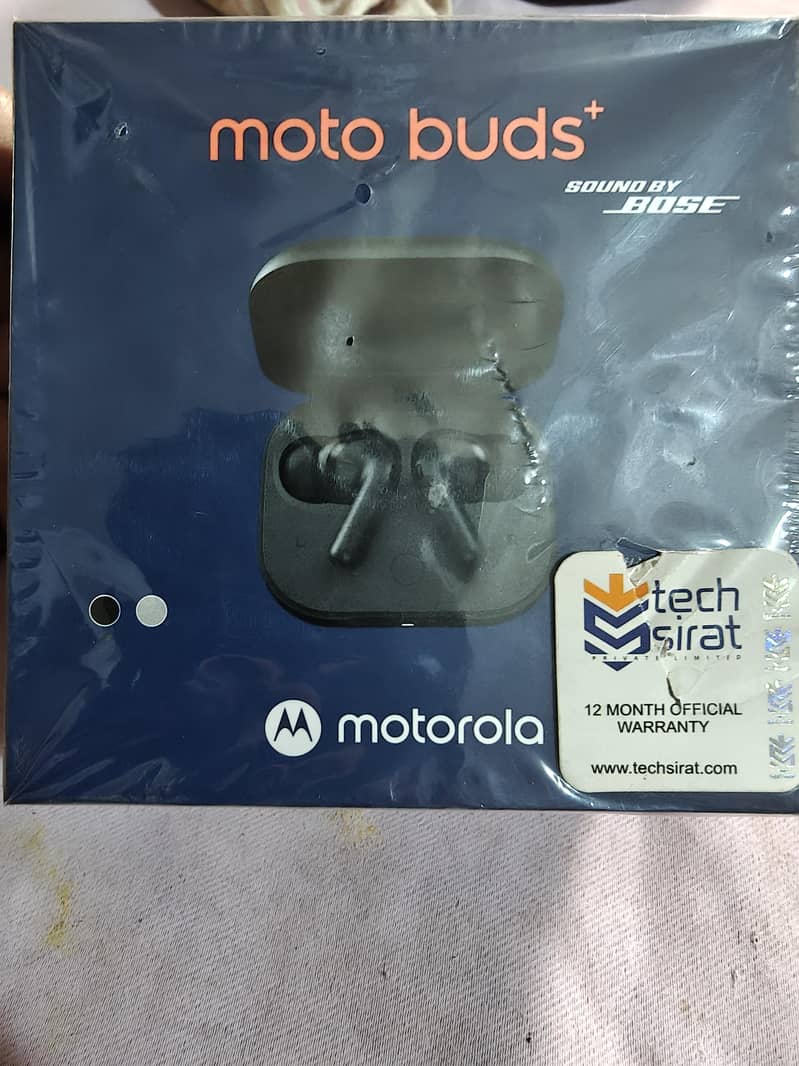 moto buds+
SOUND BY
BOSE
tech
sirat
PRIVATE LIMITED
12 MONTH OFFICIAL
WARRANTY
www.techsirat.com
motorola